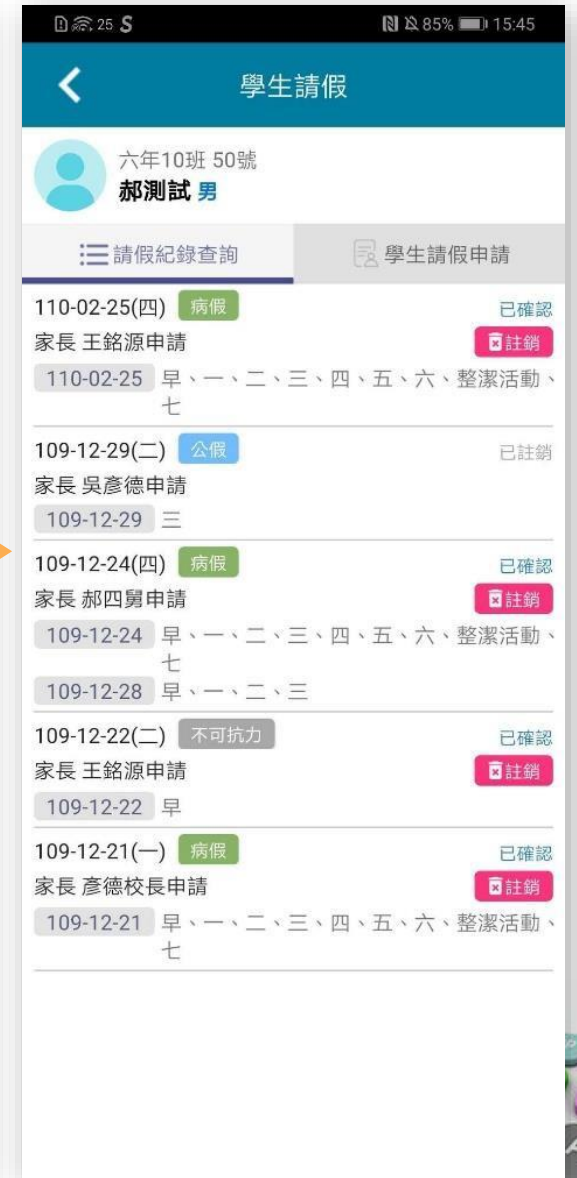 25 S 85% 15:45
學生請假
六年10班 50號
郝測試 男
請假紀錄查詢 學生請假申請
110-02-25(四) 病假 已確認
家長 王銘源申請 註銷
110-02-25 早、一、二、三、四、五、六、整潔活動、
七
109-12-29(二) 公假 已註銷
家長 吳彥德申請
109-12-29 三
109-12-24(四) 病假 已確認
家長 郝四舅申請 註銷
109-12-24 早、一、二、三、四、五、六、整潔活動、
七
109-12-28 早、一、二、三
109-12-22(二) 不可抗力 已確認
家長 王銘源申請 註銷
109-12-22 早
109-12-21(一) 病假 已確認
家長 彥德校長申請 註銷
109-12-21 早、一、二、三、四、五、六、整潔活動、
七